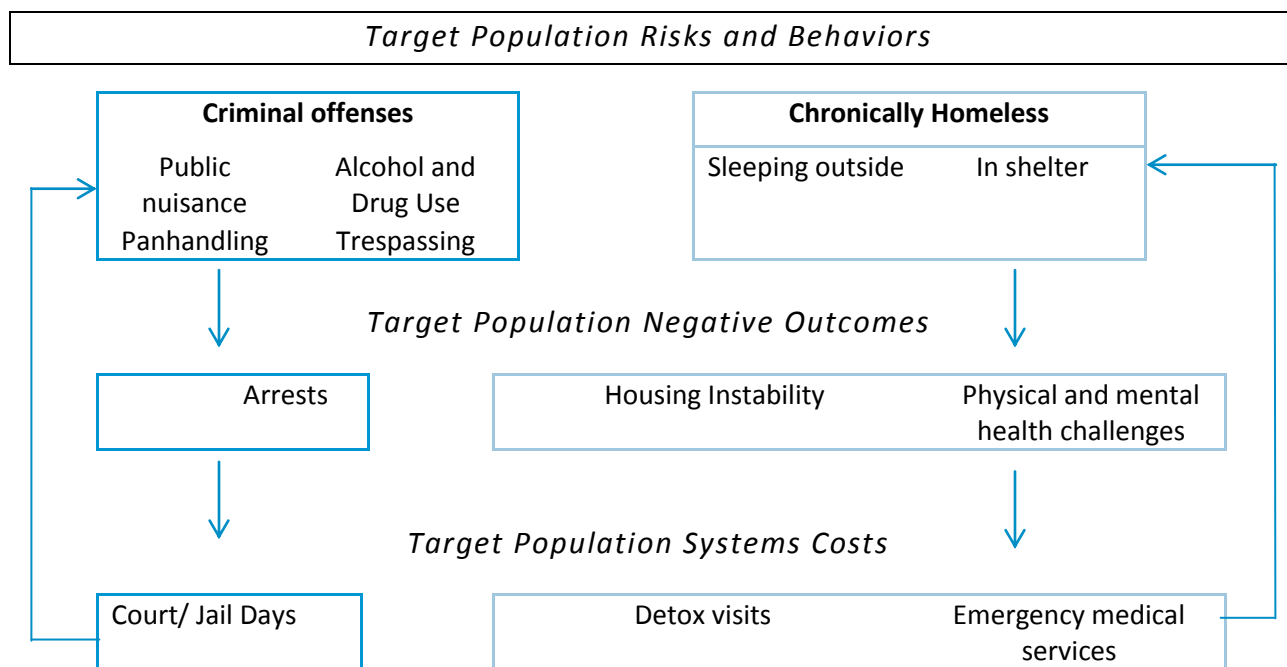 Target Population Risks and Behaviors
Criminal offenses
Public nuisance
Panhandling
Alcohol and Drug Use
Trespassing
Chronically Homeless
Sleeping outside
In shelter
Target Population Negative Outcomes
Arrests
Housing Instability
Physical and mental
health challenges
Target Population Systems Costs
Court/ Jail Days
Detox visits
Emergency medical
services